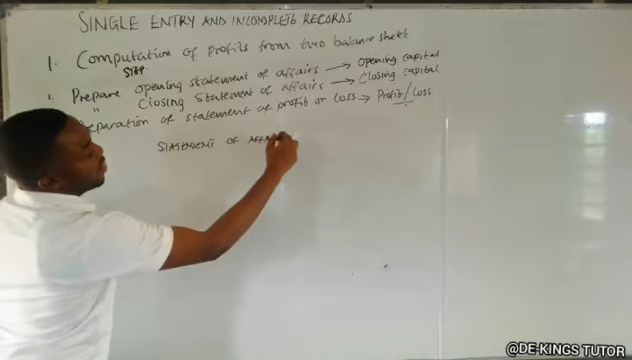 SINGLE ENTRY AND INCOMPLETE RECORDS
1. Computation of profits from two balance sheet
STEP
1. Prepare opening statement of affairs → opening capital
" Closing Statement of affairs → Closing capital
Preparation of statement of profit or loss → Profit/Loss
STATEMENT OF AFFA
@DE-KINGS TUTOR